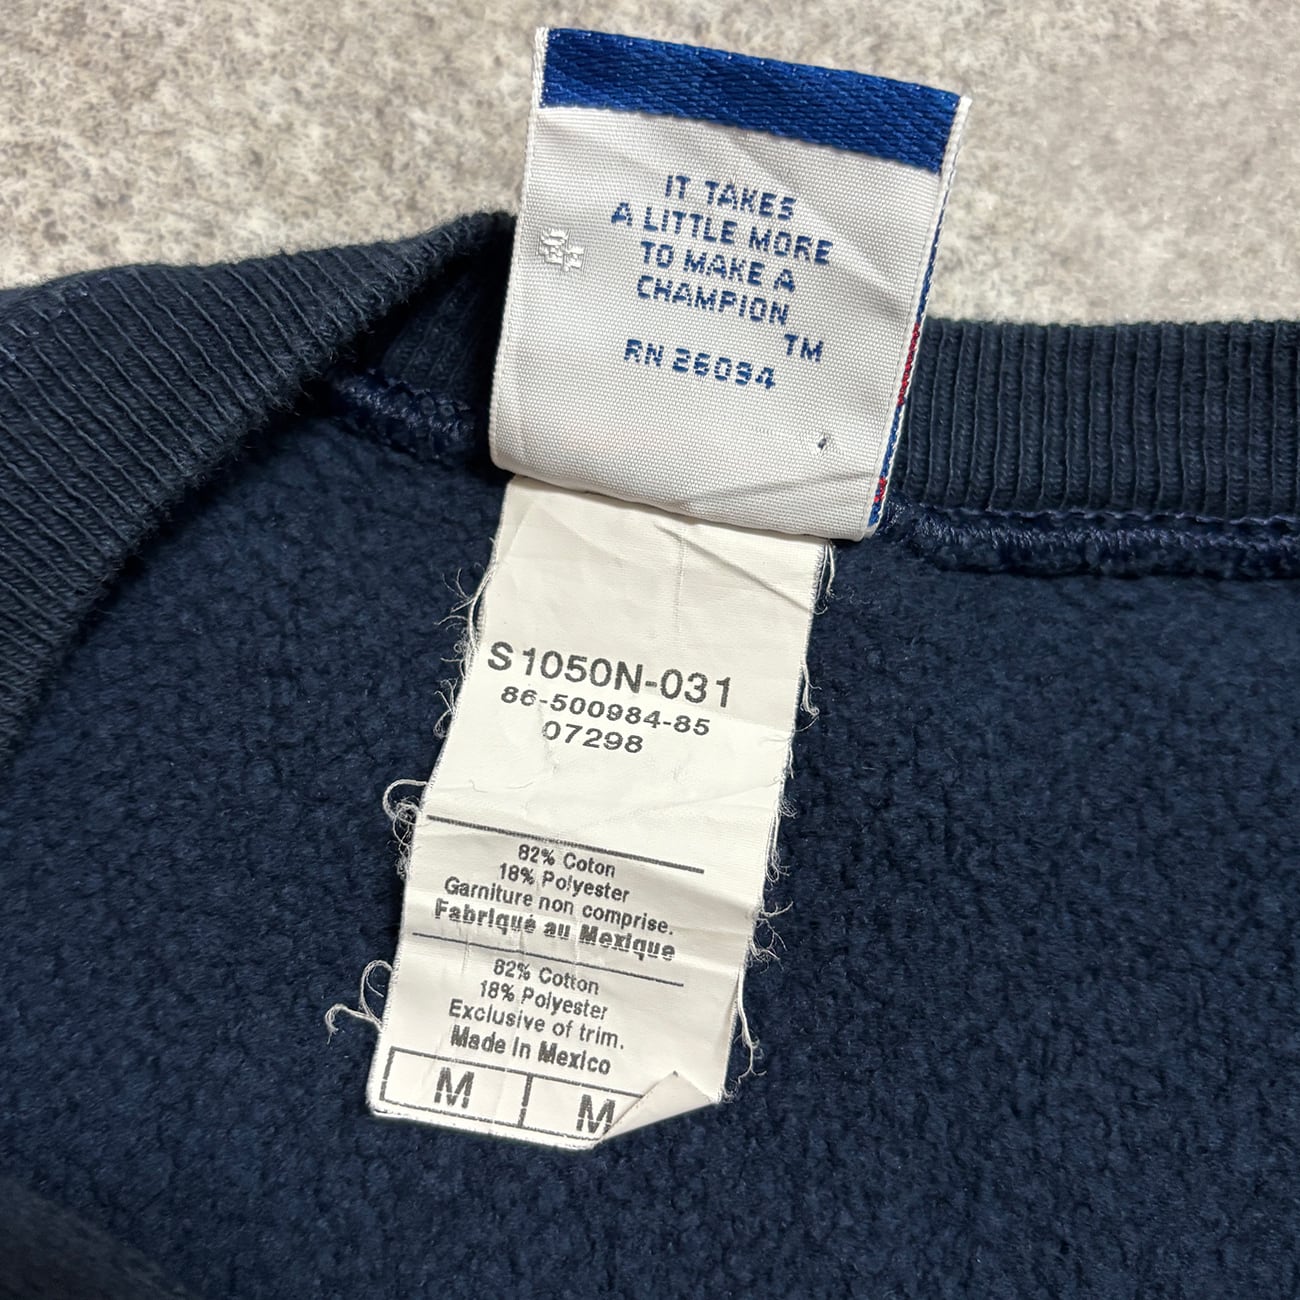 IT TAKES
A LITTLE MORE
TO MAKE A
CHAMPION TM
RN 26094
S1050N-031
86-500984-85
07298
82% Coton
18% Polyester
Garniture non comprise.
Fabriqué au Mexique
82% Cotton
18% Polyester
Exclusive of trim.
Made in Mexico
M M